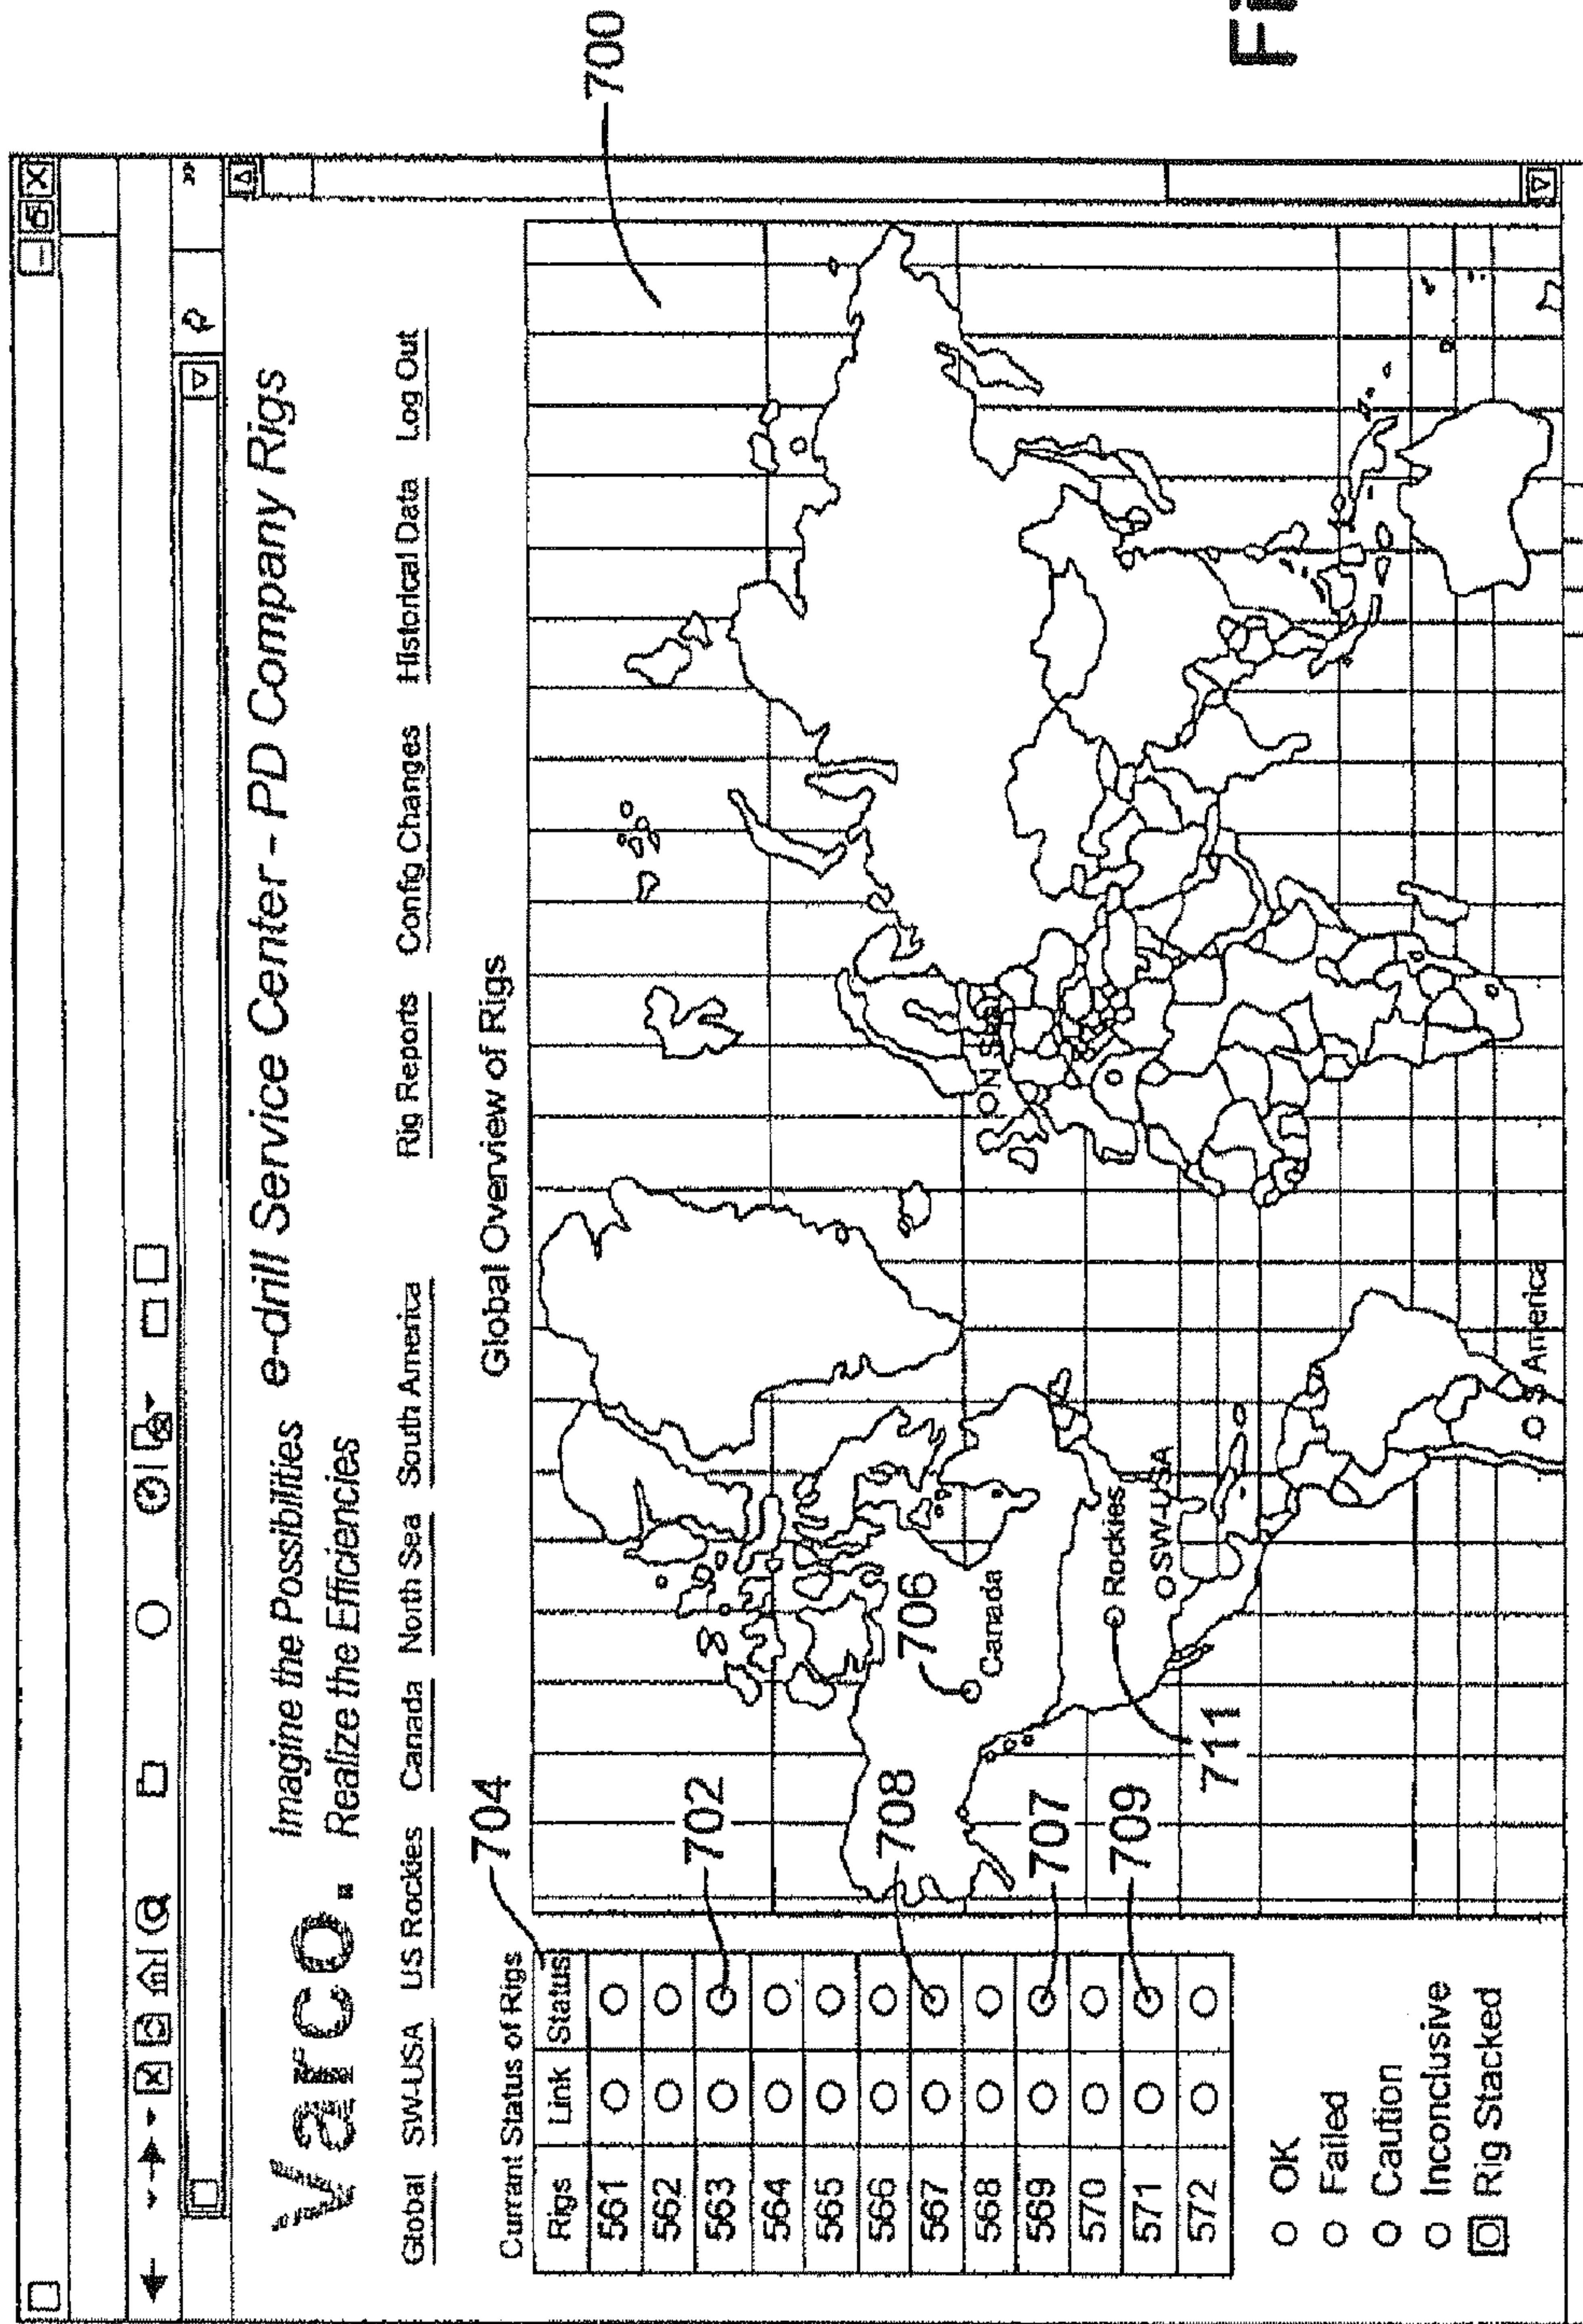 Varco.
Imagine the Possibilities
Realize the Efficiencies
e-drill Service Center - PD Company Rigs
Global SW-USA US Rockies Canada North Sea South America Rig Reports Config Changes Historical Data Log Out
Currant Status of Rigs
Rigs Link Status
561
562
563
564
565
566
567
568
569
570
571
572
OK
Failed
Caution
Inconclusive
Rig Stacked
704
Global Overview of Rigs
700
702
708
706
Canada
N Sea
707
709
Rockies
711
SW-USA
S America